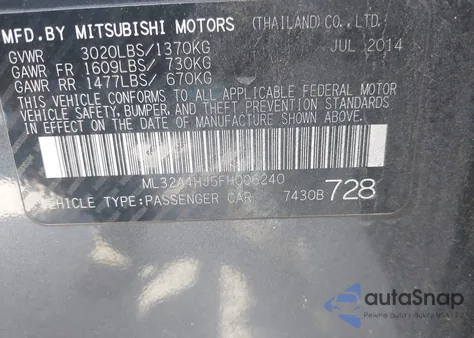 MFD.BY MITSUBISHI MOTORS (THAILAND)CO.,LTD.
GVWR 3020LBS/1370KG JUL 2014
GAWR FR 1609LBS/ 730KG
GAWR RR 1477LBS/ 670KG
THIS VEHICLE CONFORMS TO ALL APPLICABLE FEDERAL MOTOR
VEHICLE SAFETY, BUMPER, AND THEFT PREVENTION STANDARDS
IN EFFECT ON THE DATE OF MANUFACTURE SHOWN ABOVE.
ML32A4HJ5FH006240
VEHICLE TYPE:PASSENGER CAR 7430B 728
autoSnap